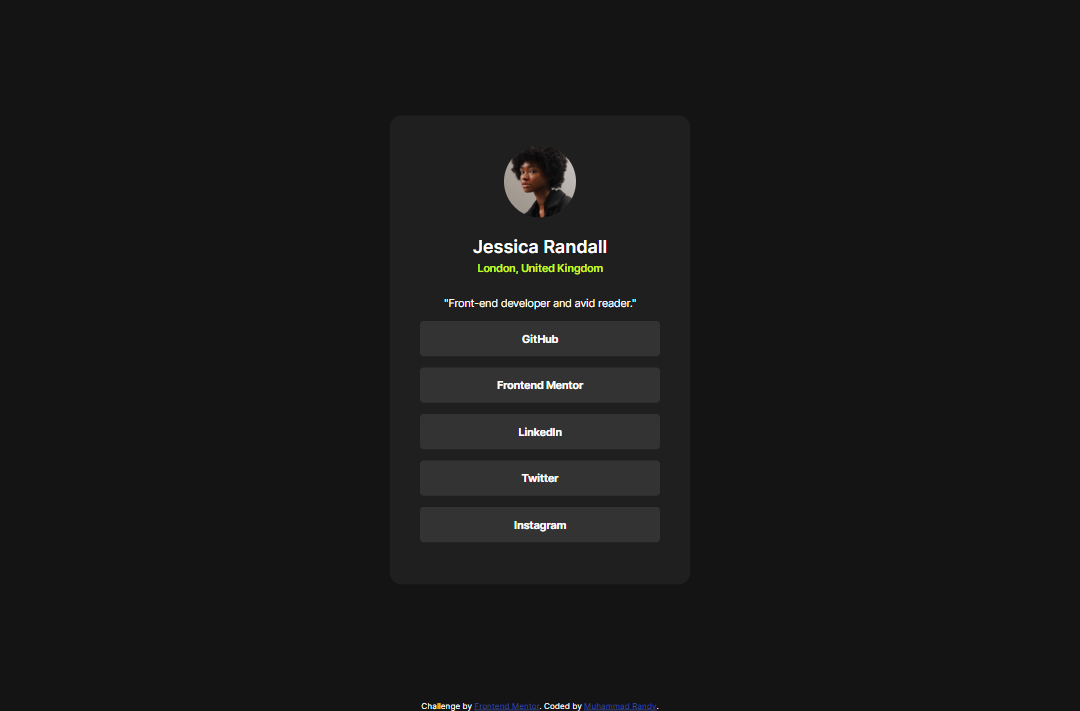 Jessica Randall
London, United Kingdom
"Front-end developer and avid reader."
GitHub
Frontend Mentor
LinkedIn
Twitter
Instagram
Challenge by Frontend Mentor. Coded by Muhammad Randy.